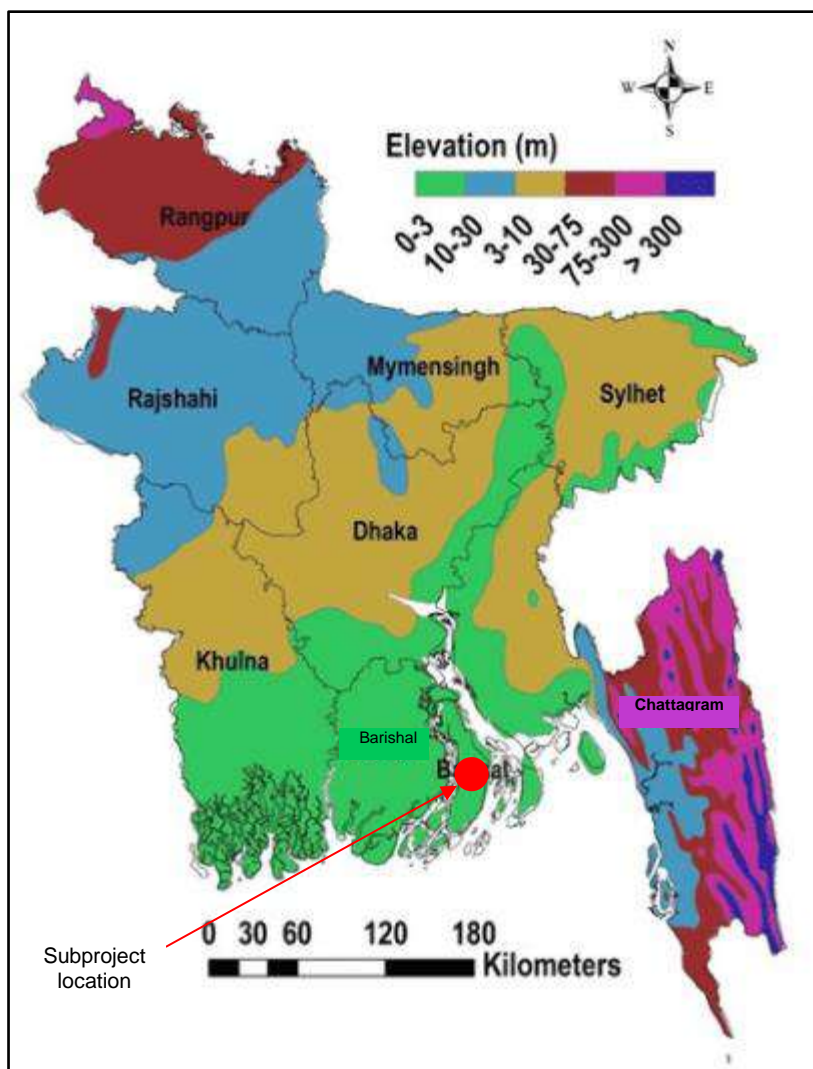 N
W E
S
Elevation (m)
0-3
10-30
3-10
30-75
75-300
> 300
Rangpur
Mymensingh
Sylhet
Rajshahi
Dhaka
Khulna
Chattagram
Barishal
Subproject
location
0 30 60 120 180
Kilometers